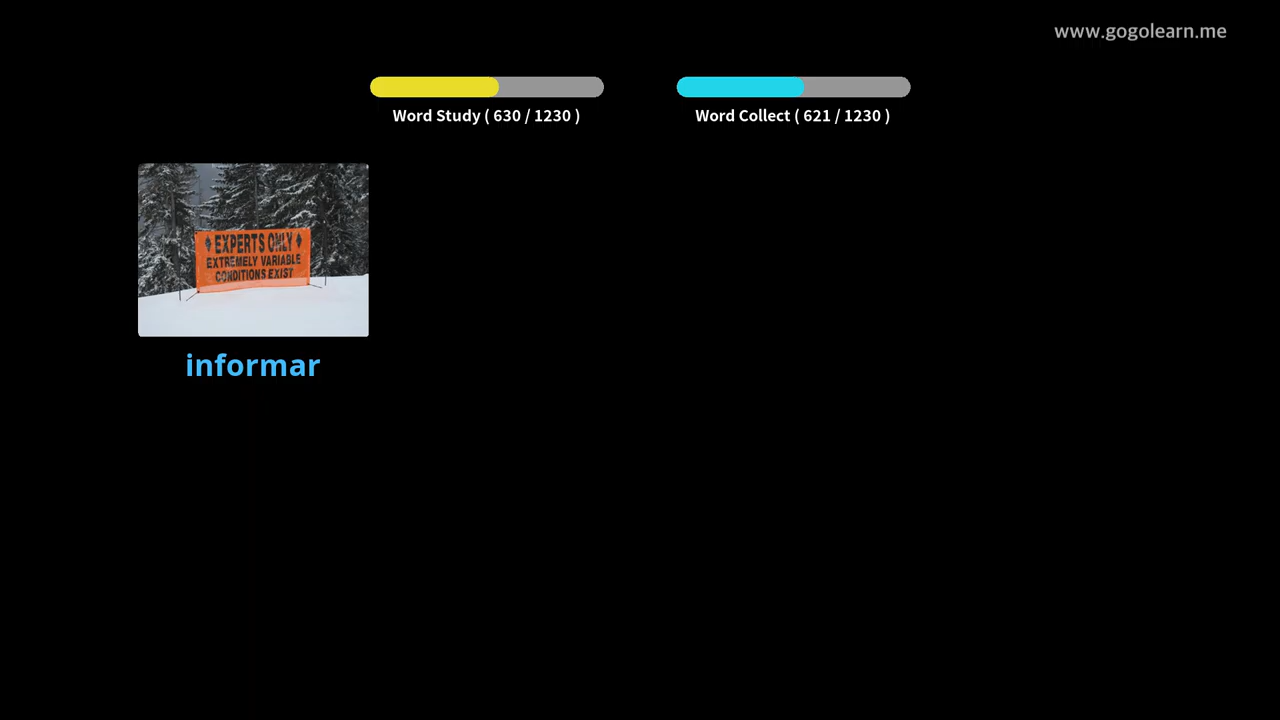 www.gogolearn.me
Word Study ( 630 / 1230 )
Word Collect ( 621 / 1230 )
EXPERTS ONLY
EXTREMELY VARIABLE
CONDITIONS EXIST
informar